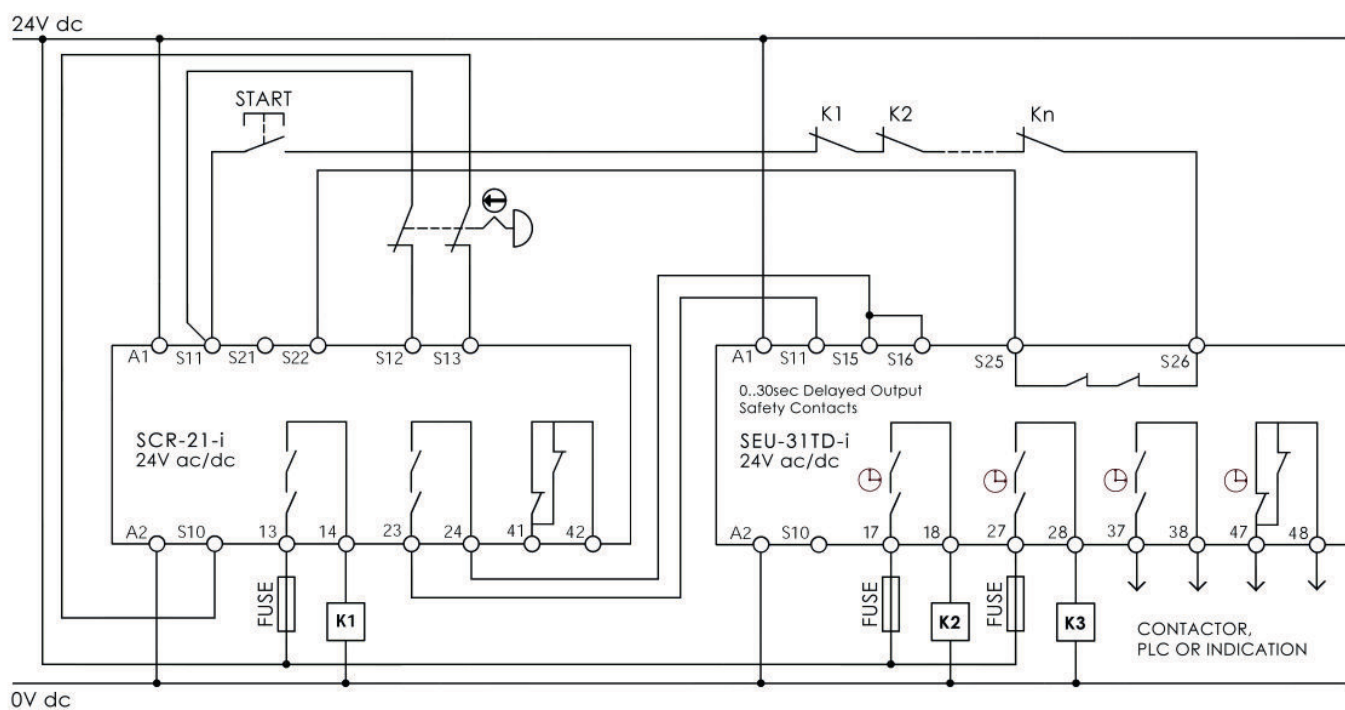 24V dc
START
K1 K2 Kn
A1 S11 S21 S22 S12 S13
A1 S11 S15 S16 S25 S26
0..30sec Delayed Output
Safety Contacts
SCR-21-i
24V ac/dc
SEU-31TD-i
24V ac/dc
A2 S10 13 14 23 24 41 42
A2 S10 17 18 27 28 37 38 47 48
FUSE K1 FUSE K2 FUSE K3
CONTACTOR,
PLC OR INDICATION
0V dc